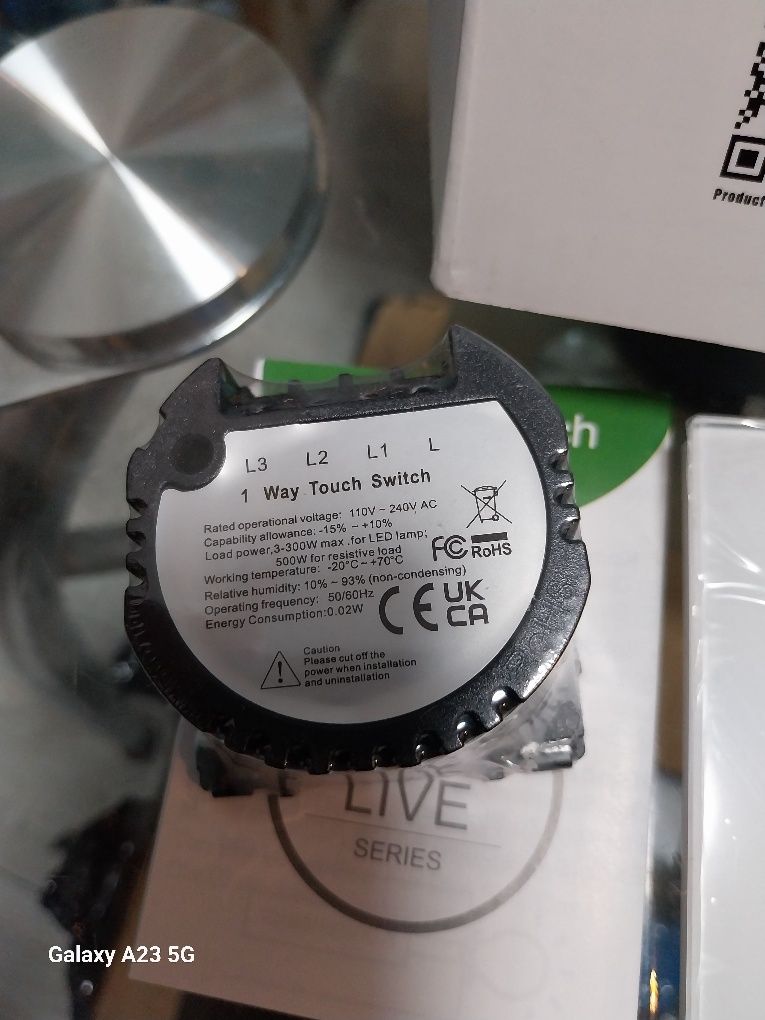 Product
ch
L3 L2 L1 L
1 Way Touch Switch
Rated operational voltage: 110V ~ 240V AC
Capability allowance: -15% ~ +10%
Load power,3-300W max .for LED lamp;
500W for resistive load
Working temperature: -20°C ~ +70°C
Relative humidity: 10% ~ 93% (non-condensing)
Operating frequency: 50/60Hz
Energy Consumption:0.02W
FC RoHS
CE UK
CA
Caution
Please cut off the
power when installation
and uninstallation
LIVE
SERIES
Galaxy A23 5G